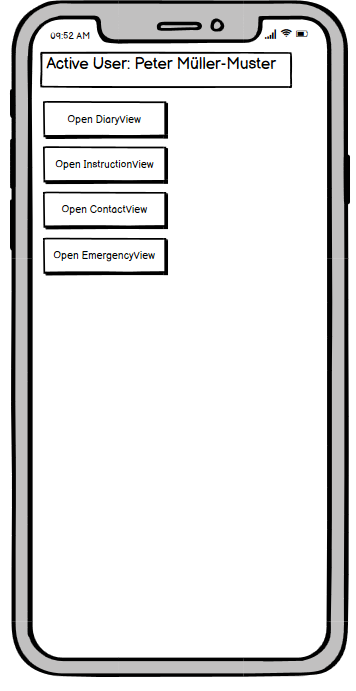 09:52 AM
Active User: Peter Müller-Muster
Open DiaryView
Open InstructionView
Open ContactView
Open EmergencyView